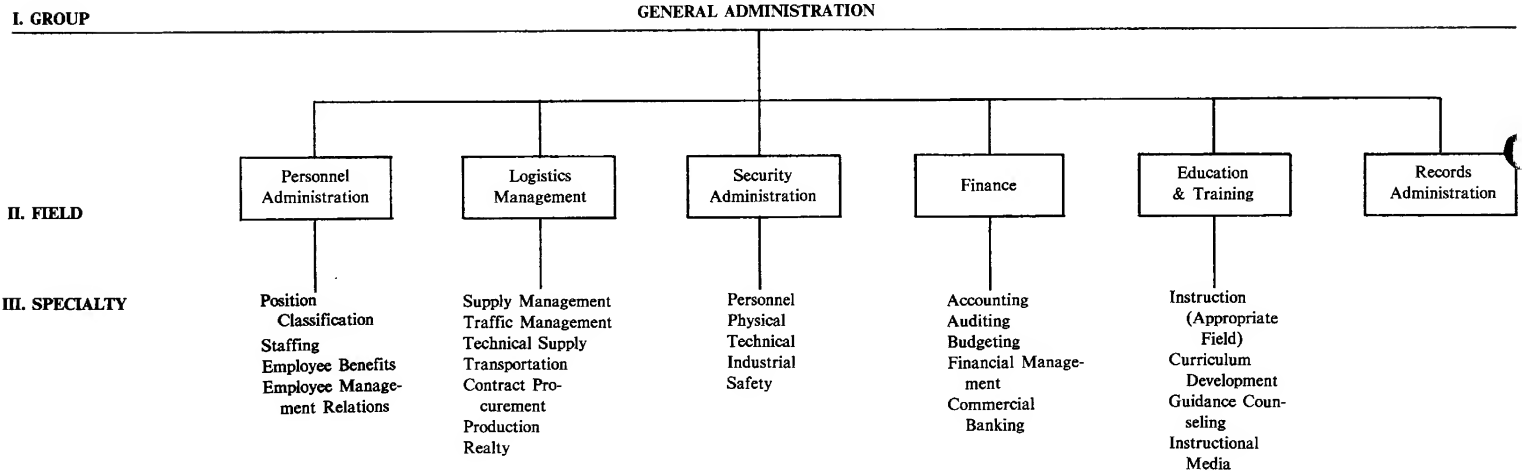 I. GROUP
GENERAL ADMINISTRATION
II. FIELD
Personnel
Administration
Logistics
Management
Security
Administration
Finance
Education
& Training
Records
Administration
III. SPECIALTY
Position
Classification
Staffing
Employee Benefits
Employee Manage-
ment Relations
Supply Management
Traffic Management
Technical Supply
Transportation
Contract Pro-
curement
Production
Realty
Personnel
Physical
Technical
Industrial
Safety
Accounting
Auditing
Budgeting
Financial Manage-
ment
Commercial
Banking
Instruction
(Appropriate
Field)
Curriculum
Development
Guidance Coun-
seling
Instructional
Media